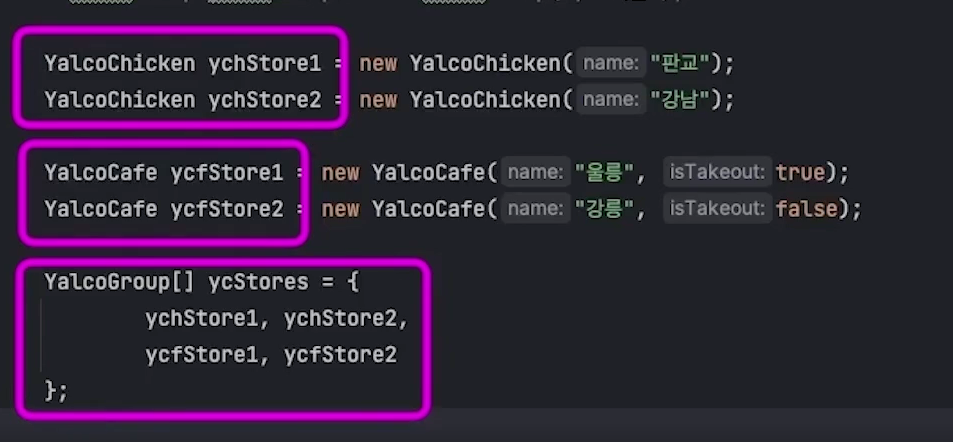 YalcoChicken ychStore1 = new YalcoChicken( name: "판교");
YalcoChicken ychStore2 = new YalcoChicken( name: "강남");
YalcoCafe ycfStore1 = new YalcoCafe( name: "울릉", isTakeout: true);
YalcoCafe ycfStore2 = new YalcoCafe( name: "강릉", isTakeout: false);
YalcoGroup[] ycStores = {
ychStore1, ychStore2,
ycfStore1, ycfStore2
};